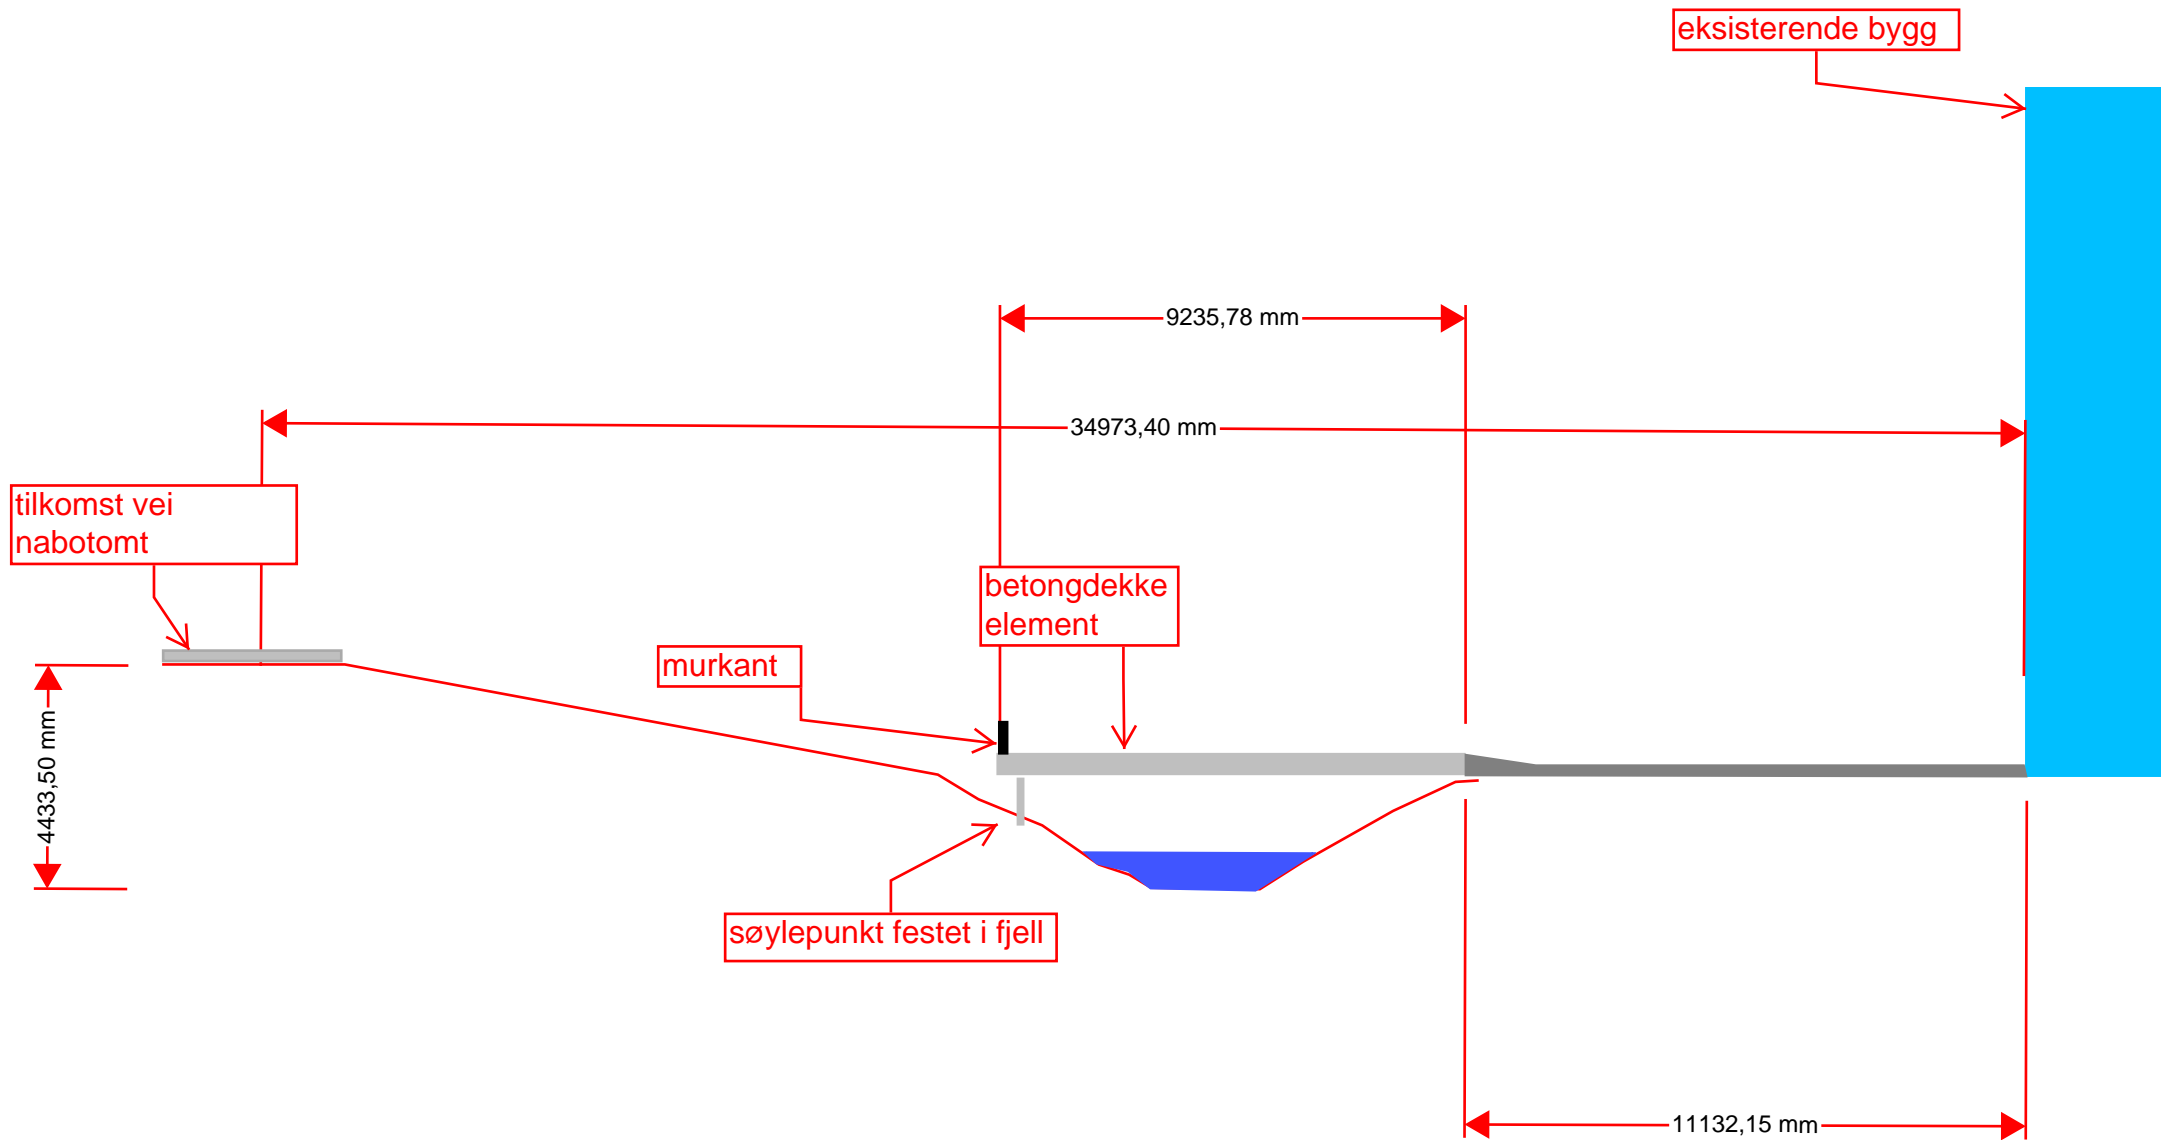 eksisterende bygg
9235,78 mm
34973,40 mm
tilkomst vei
nabotomt
betongdekke
element
murkant
4433,50 mm
søylepunkt festet i fjell
11132,15 mm